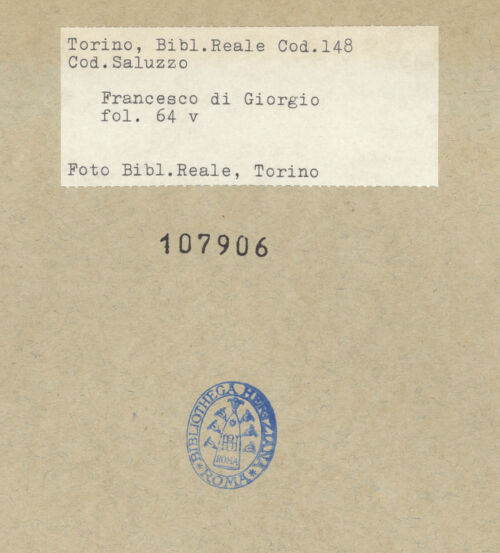 Torino, Bibl.Reale Cod.148
Cod.Saluzzo
Francesco di Giorgio
fol. 64 v
Foto Bibl.Reale, Torino
107906
BIBLIOTHECA HERTZIANA
ROMA
ROMA